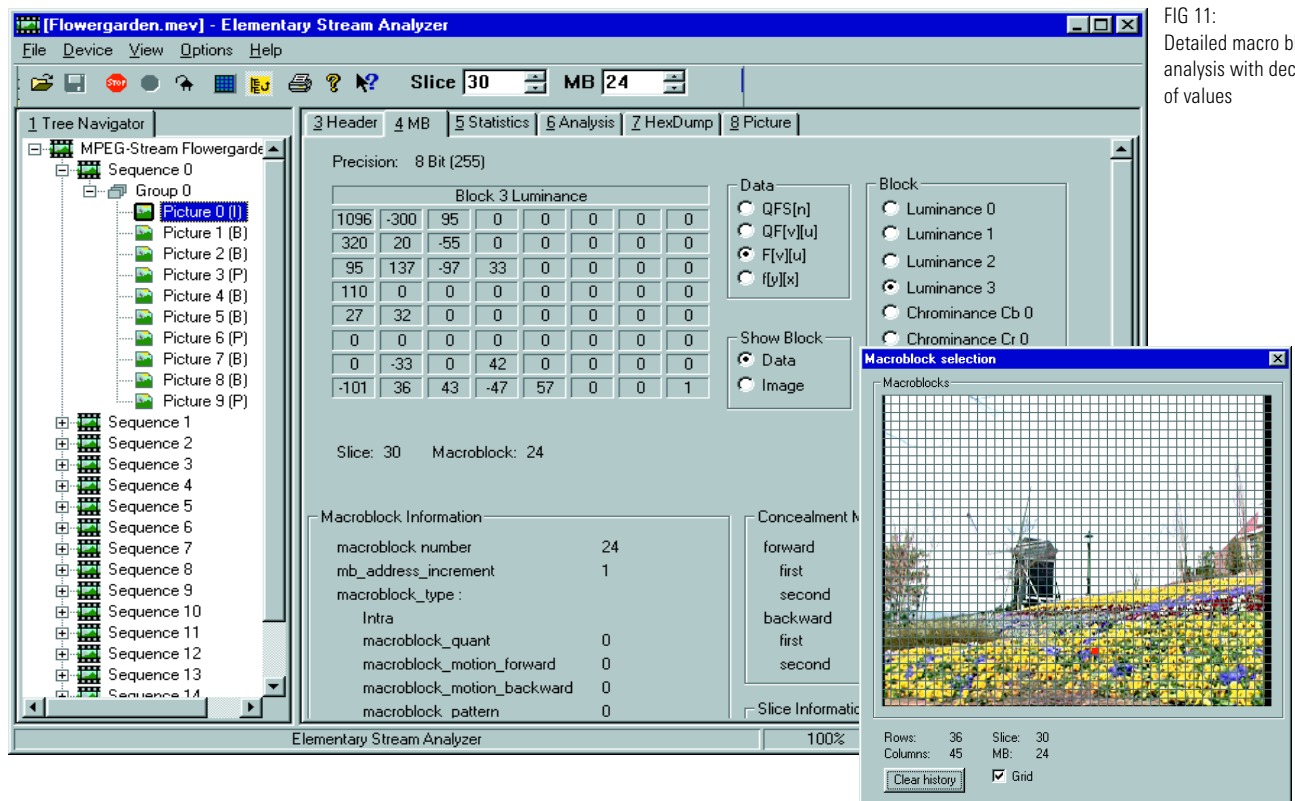 [Flowergarden.mev] - Elementary Stream Analyzer
File Device View Options Help
STOP Slice 30 MB 24
1 Tree Navigator
MPEG-Stream Flowergarde
Sequence 0
Group 0
Picture 0 (I)
Picture 1 (B)
Picture 2 (B)
Picture 3 (P)
Picture 4 (B)
Picture 5 (B)
Picture 6 (P)
Picture 7 (B)
Picture 8 (B)
Picture 9 (P)
Sequence 1
Sequence 2
Sequence 3
Sequence 4
Sequence 5
Sequence 6
Sequence 7
Sequence 8
Sequence 9
Sequence 10
Sequence 11
Sequence 12
Sequence 13
Sequence 14
3 Header 4 MB 5 Statistics 6 Analysis 7 HexDump 8 Picture
Precision: 8 Bit (255)
Block 3 Luminance
1096 -300 95 0 0 0 0 0
320 20 -55 0 0 0 0 0
95 137 -97 33 0 0 0 0
110 0 0 0 0 0 0 0
27 32 0 0 0 0 0 0
0 0 0 0 0 0 0 0
0 -33 0 42 0 0 0 0
-101 36 43 -47 57 0 0 1
Data
QFS[n]
QF[v][u]
F[v][u]
f[y][x]
Show Block
Data
Image
Block
Luminance 0
Luminance 1
Luminance 2
Luminance 3
Chrominance Cb 0
Chrominance Cr 0
Slice: 30 Macroblock: 24
Macroblock Information
macroblock number 24
mb_address_increment 1
macroblock_type :
Intra
macroblock_quant 0
macroblock_motion_forward 0
macroblock_motion_backward 0
macroblock_pattern 0
Concealment M
forward
first
second
backward
first
second
Slice Informatio
Elementary Stream Analyzer 100%
Macroblock selection
Macroblocks
Rows: 36 Slice: 30
Columns: 45 MB: 24
Clear history Grid
FIG 11:
Detailed macro b
analysis with dec
of values